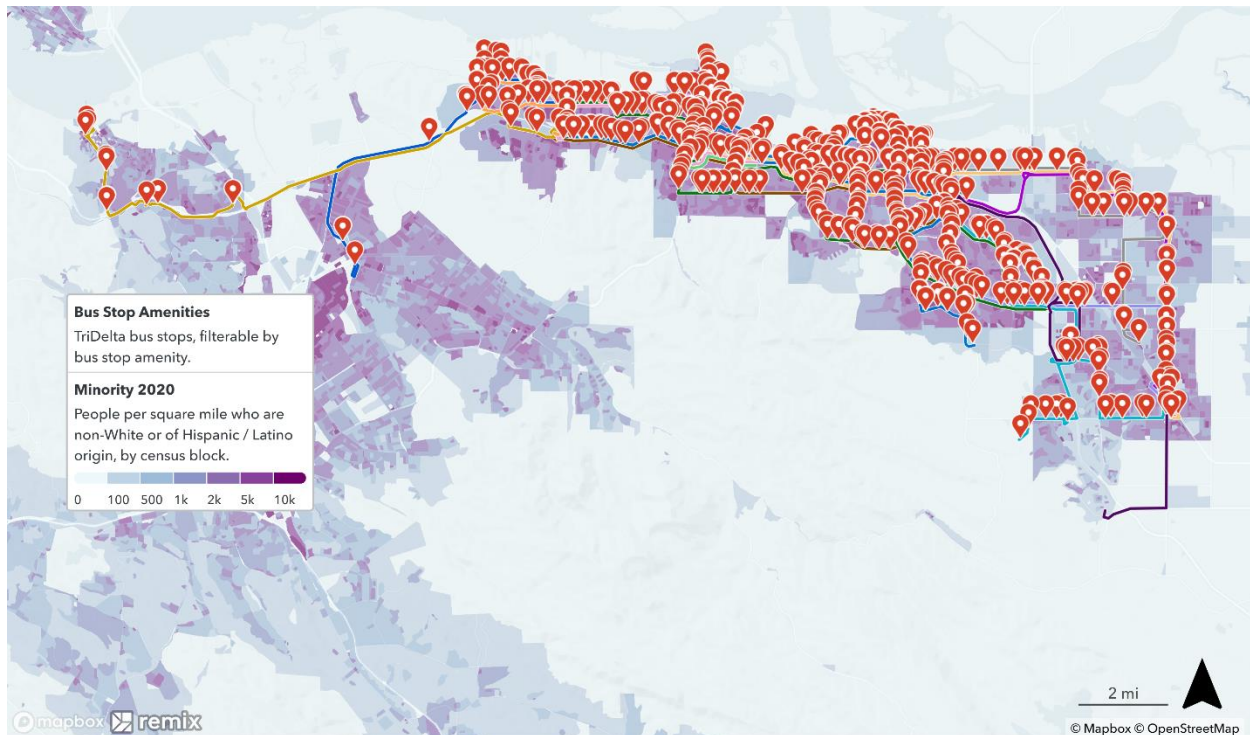 Bus Stop Amenities
TriDelta bus stops, filterable by
bus stop amenity.
Minority 2020
People per square mile who are
non-White or of Hispanic / Latino
origin, by census block.
0 100 500 1k 2k 5k 10k
2 mi
mapbox remix
© Mapbox © OpenStreetMap